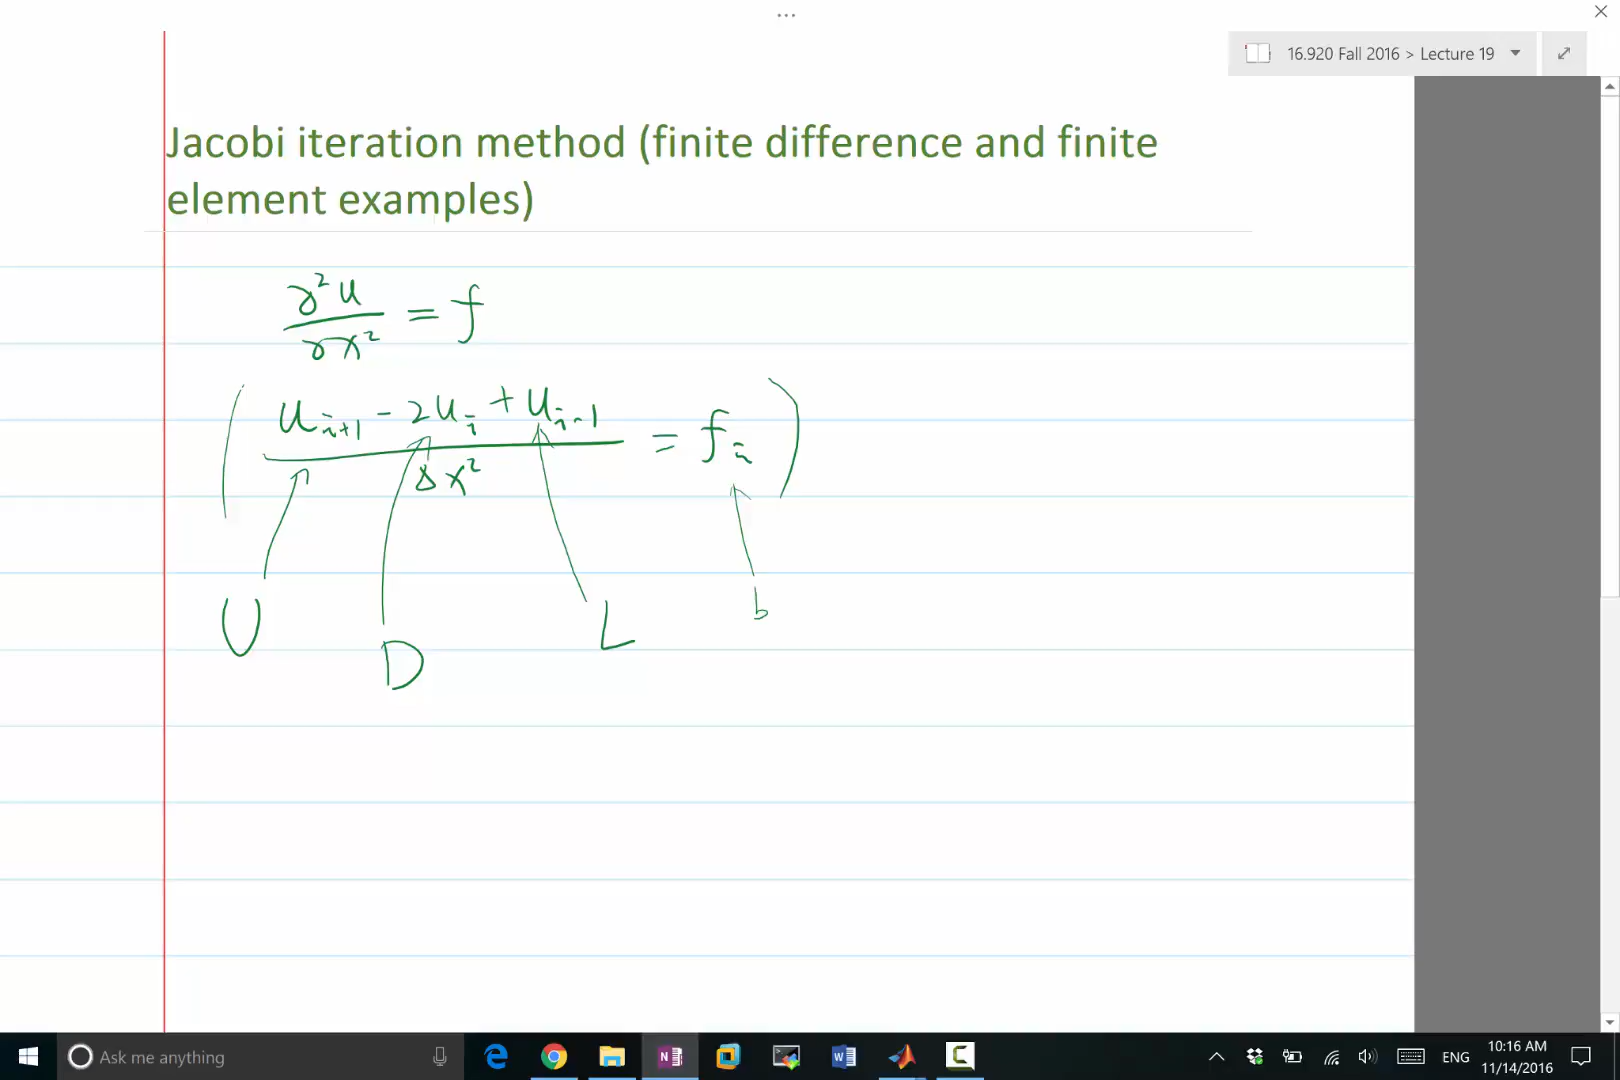 ...
16.920 Fall 2016 > Lecture 19
Jacobi iteration method (finite difference and finite
element examples)
∂²u/∂x² = f
( (u_{i+1} - 2u_i + u_{i-1}) / Δx² = f_i )
U D L b
Ask me anything
ENG
10:16 AM
11/14/2016